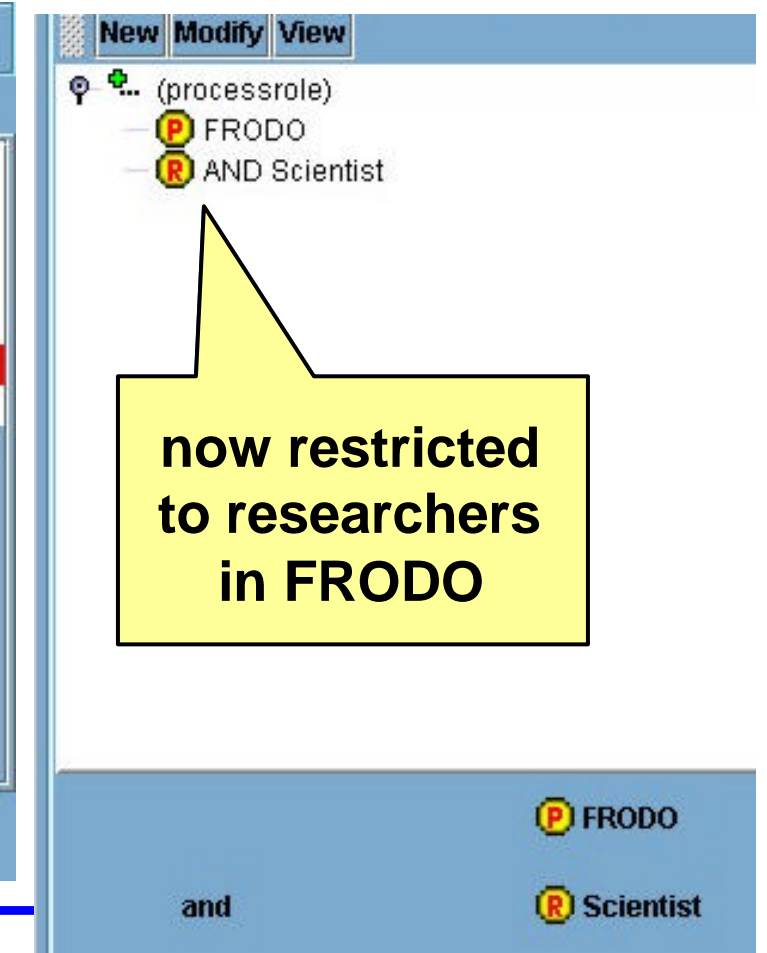 New Modify View
(processrole)
P FRODO
R AND Scientist
now restricted
to researchers
in FRODO
P FRODO
and R Scientist